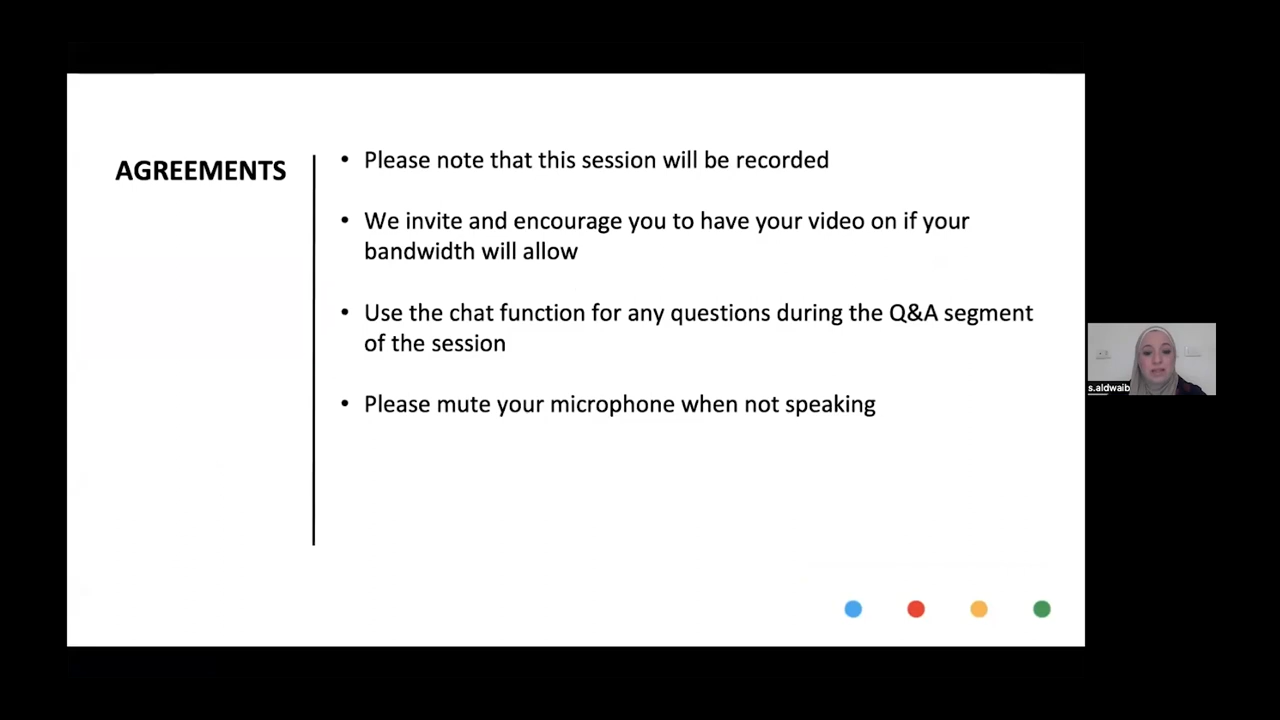 AGREEMENTS
• Please note that this session will be recorded
• We invite and encourage you to have your video on if your
bandwidth will allow
• Use the chat function for any questions during the Q&A segment
of the session
• Please mute your microphone when not speaking
s.aldwaib